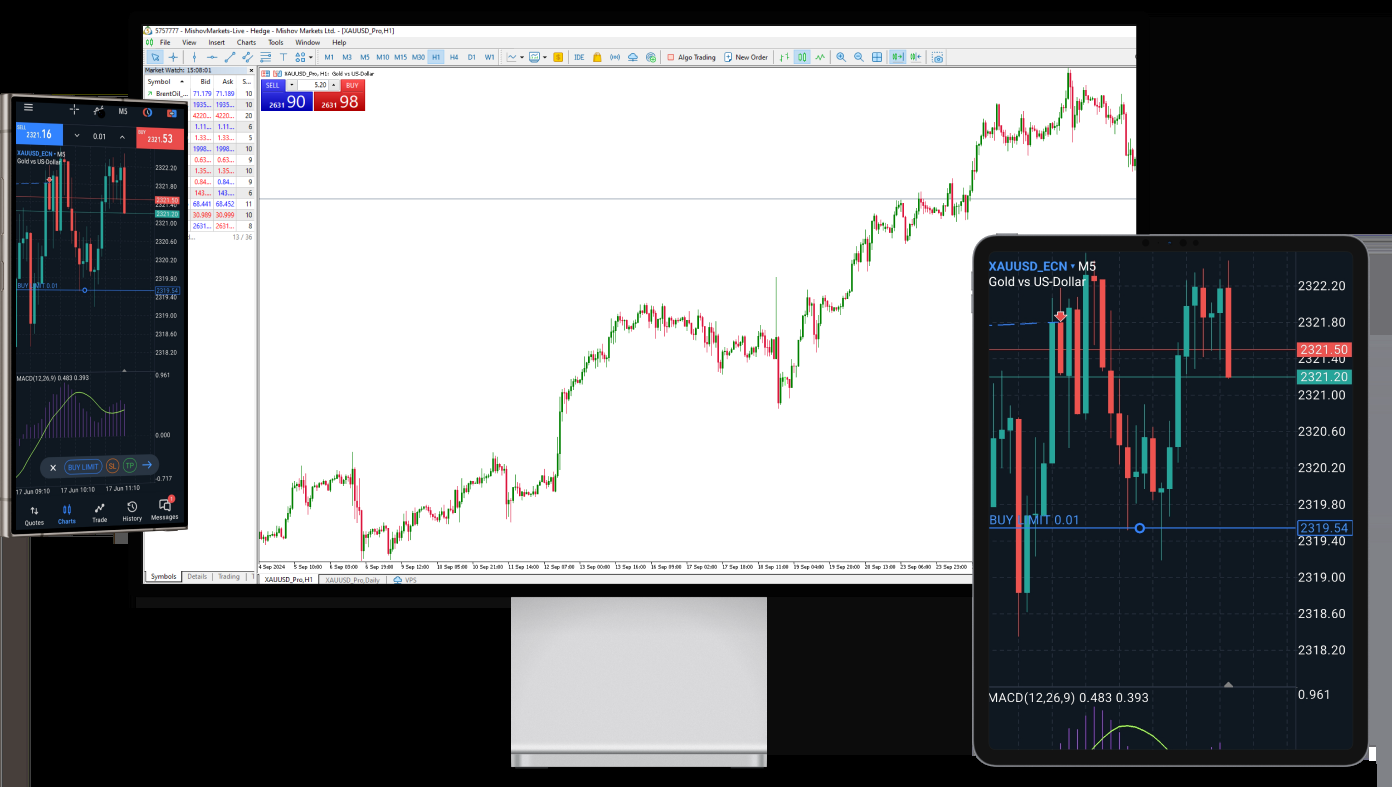 5757777 - MishovMarkets-Live - Hedge - Mishov Markets Ltd. - [XAUUSD_Pro,H1]
File View Insert Charts Tools Window Help
M1 M3 M5 M10 M15 M30 H1 H4 D1 W1 IDE Algo Trading New Order
Market Watch: 15:08:01
Symbol Bid Ask S...
BrentOil_... 71.179 71.189 10
1935... 1935... 10
4220... 4220... 20
1.11... 1.11... 6
1.33... 1.33... 5
1998... 1998... 10
0.63... 0.63... 9
1.35... 1.35... 10
0.84... 0.84... 9
143.... 143.... 6
68.441 68.452 11
30.989 30.999 10
2631... 2631... 8
13 / 36
Symbols Details Trading
XAUUSD_Pro, H1: Gold vs US-Dollar
SELL 5.20 BUY
2631 90 2631 98
4 Sep 2024 5 Sep 10:00 6 Sep 03:00 6 Sep 19:00 9 Sep 12:00 10 Sep 05:00 10 Sep 21:00 11 Sep 14:00 12 Sep 07:00 13 Sep 00:00 13 Sep 16:00 16 Sep 09:00 17 Sep 02:00 17 Sep 18:00 18 Sep 11:00 19 Sep 04:00 19 Sep 20:00 20 Sep 13:00 23 Sep 06:00 23 Sep 23:00
XAUUSD_Pro,H1 XAUUSD_Pro,Daily VPS
M5
SELL 2321.16 0.01 BUY 2321.53
XAUUSD_ECN • M5
Gold vs US-Dollar
2322.20
2321.80
2321.50
2321.40
2321.20
2321.00
2320.60
2320.20
2319.80
BUY LIMIT 0.01
2319.54
2319.40
2319.00
2318.60
2318.20
MACD(12,26,9) 0.483 0.393
0.961
0.000
-0.717
BUY LIMIT SL TP
17 Jun 09:10 17 Jun 10:10 17 Jun 11:10
1
Quotes Charts Trade History Messages
XAUUSD_ECN ▾ M5
Gold vs US-Dollar
2322.20
2321.80
2321.50
2321.40
2321.20
2321.00
2320.60
2320.20
2319.80
BUY LIMIT 0.01
2319.54
2319.40
2319.00
2318.60
2318.20
MACD(12,26,9) 0.483 0.393
0.961